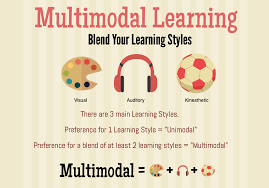 Multimodal Learning
Blend Your Learning Styles
Visual Auditory Kinesthetic
There are 3 main Learning Styles.
Preference for 1 Learning Style = "Unimodal"
Preference for a blend of at least 2 learning styles = "Multimodal"
Multimodal = + +